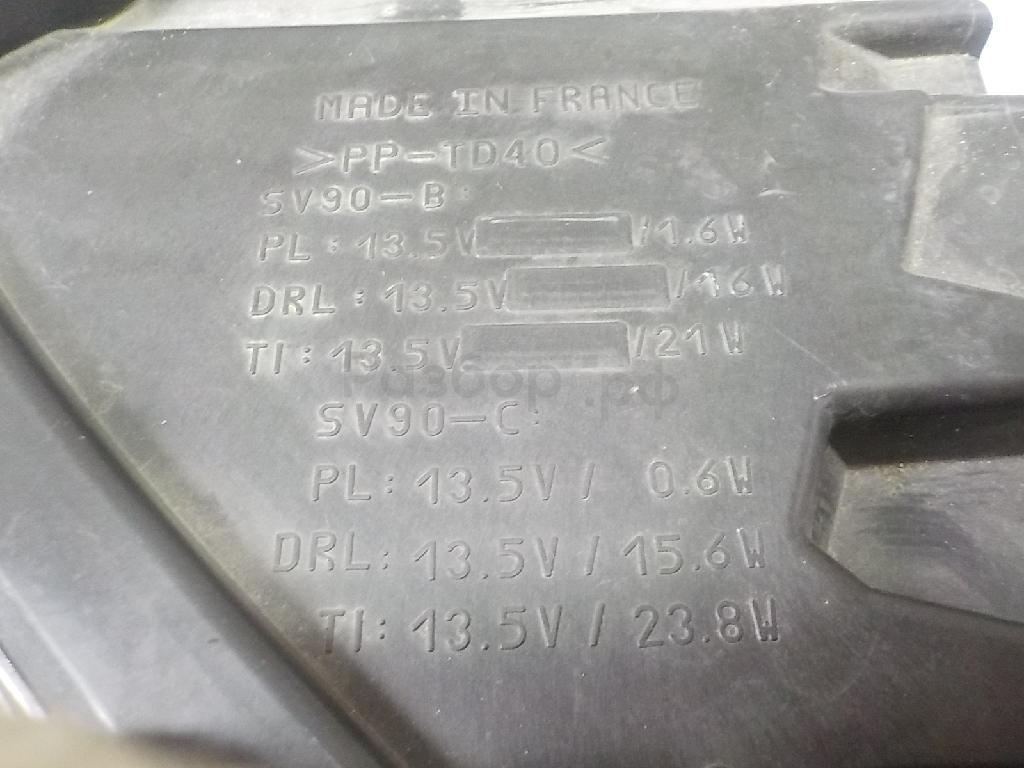 MADE IN FRANCE
>PP-TD40<
SV90-B:
PL: 13.5V /1.6W
DRL: 13.5V /16W
TI: 13.5V /21W
Разбор.рф
SV90-C:
PL: 13.5V / 0.6W
DRL: 13.5V / 15.6W
TI: 13.5V / 23.8W